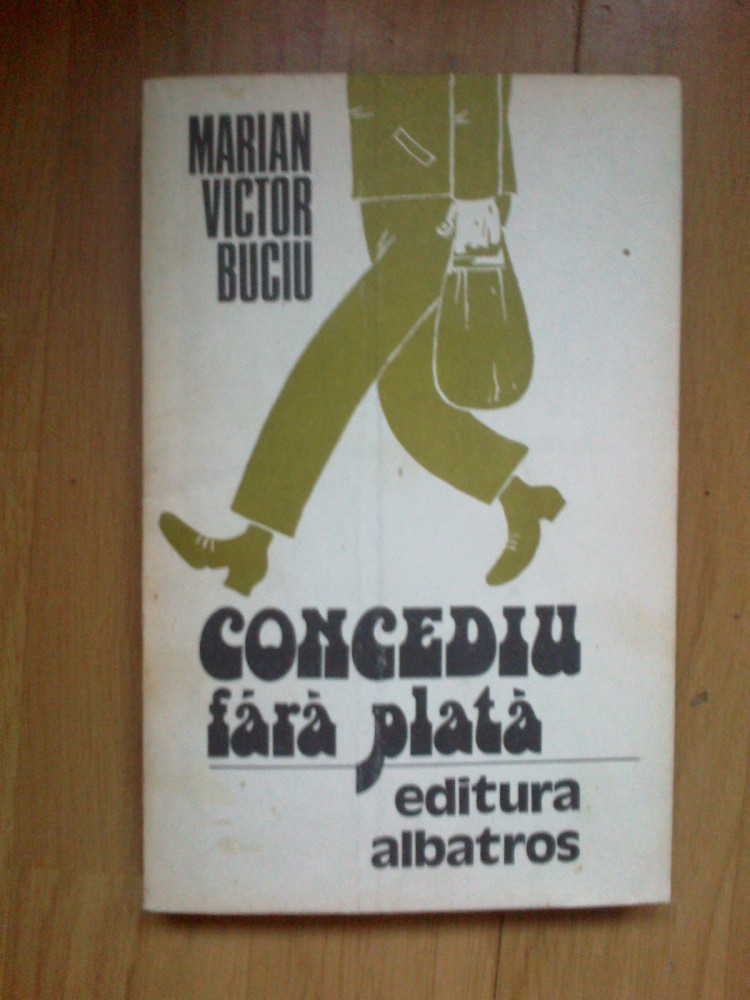 MARIAN
VICTOR
BUCIU
CONCEDIU
fără plată
editura
albatros